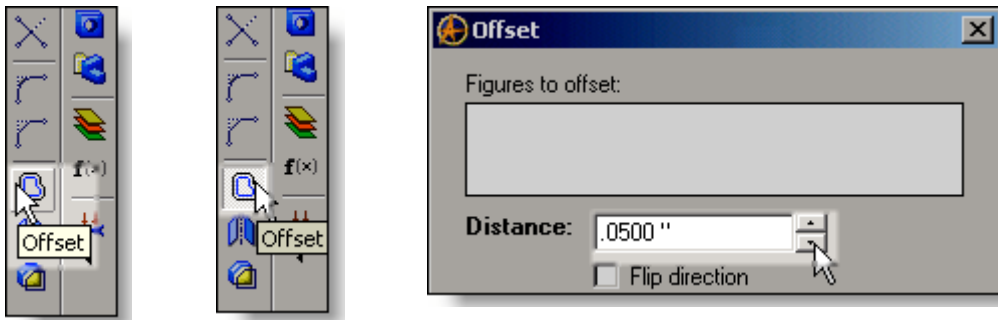 f(x)
Offset
f(x)
Offset
Offset
Figures to offset:
Distance: .0500 "
Flip direction